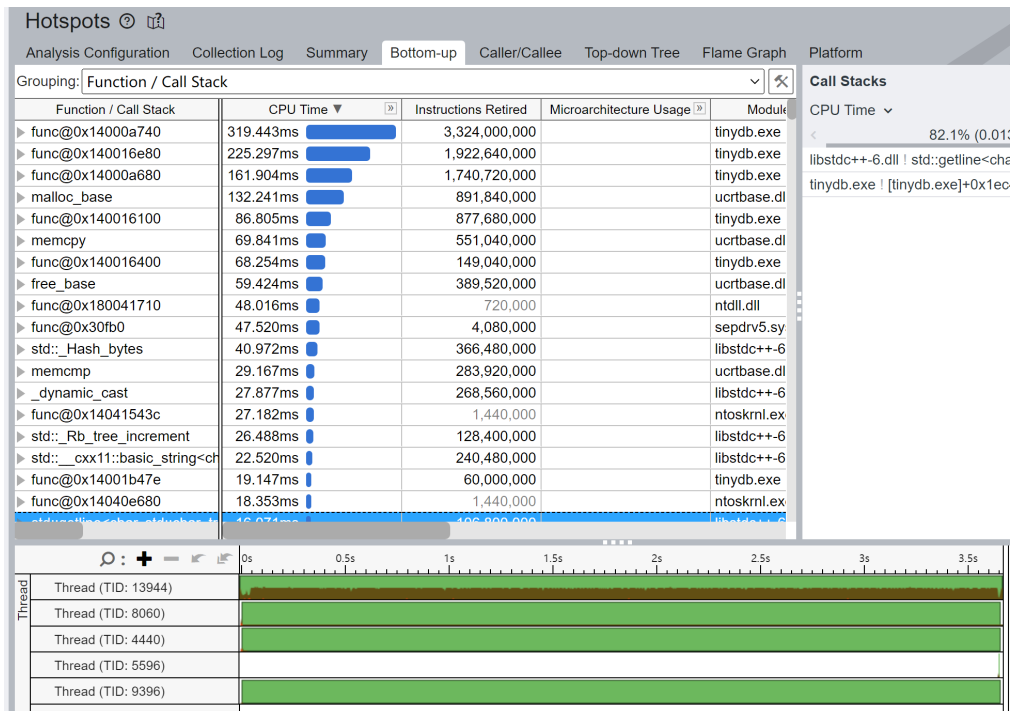 Hotspots
Analysis Configuration Collection Log Summary Bottom-up Caller/Callee Top-down Tree Flame Graph Platform
Grouping: Function / Call Stack
Function / Call Stack CPU Time ▼ » Instructions Retired Microarchitecture Usage » Module
func@0x14000a740 319.443ms 3,324,000,000 tinydb.exe
func@0x140016e80 225.297ms 1,922,640,000 tinydb.exe
func@0x14000a680 161.904ms 1,740,720,000 tinydb.exe
malloc_base 132.241ms 891,840,000 ucrtbase.dl
func@0x140016100 86.805ms 877,680,000 tinydb.exe
memcpy 69.841ms 551,040,000 ucrtbase.dl
func@0x140016400 68.254ms 149,040,000 tinydb.exe
free_base 59.424ms 389,520,000 ucrtbase.dl
func@0x180041710 48.016ms 720,000 ntdll.dll
func@0x30fb0 47.520ms 4,080,000 sepdrv5.sy
std::_Hash_bytes 40.972ms 366,480,000 libstdc++-6
memcmp 29.167ms 283,920,000 ucrtbase.dl
_dynamic_cast 27.877ms 268,560,000 libstdc++-6
func@0x14041543c 27.182ms 1,440,000 ntoskrnl.ex
std::_Rb_tree_increment 26.488ms 128,400,000 libstdc++-6
std::__cxx11::basic_string<ch 22.520ms 240,480,000 libstdc++-6
func@0x14001b47e 19.147ms 60,000,000 tinydb.exe
func@0x14040e680 18.353ms 1,440,000 ntoskrnl.ex
Call Stacks
CPU Time
82.1% (0.013
libstdc++-6.dll ! std::getline<cha
tinydb.exe ! [tinydb.exe]+0x1ec
0s 0.5s 1s 1.5s 2s 2.5s 3s 3.5s
Thread
Thread (TID: 13944)
Thread (TID: 8060)
Thread (TID: 4440)
Thread (TID: 5596)
Thread (TID: 9396)